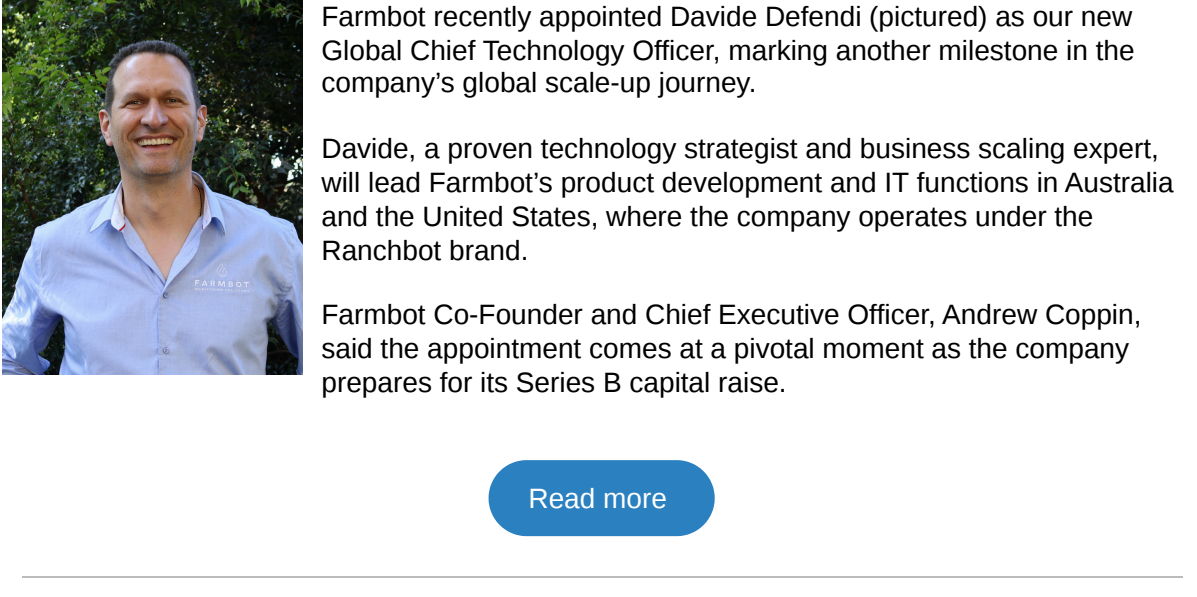 Farmbot recently appointed Davide Defendi (pictured) as our new
Global Chief Technology Officer, marking another milestone in the
company’s global scale-up journey.
Davide, a proven technology strategist and business scaling expert,
will lead Farmbot’s product development and IT functions in Australia
and the United States, where the company operates under the
Ranchbot brand.
Farmbot Co-Founder and Chief Executive Officer, Andrew Coppin,
said the appointment comes at a pivotal moment as the company
prepares for its Series B capital raise.
FARMBOT
Read more